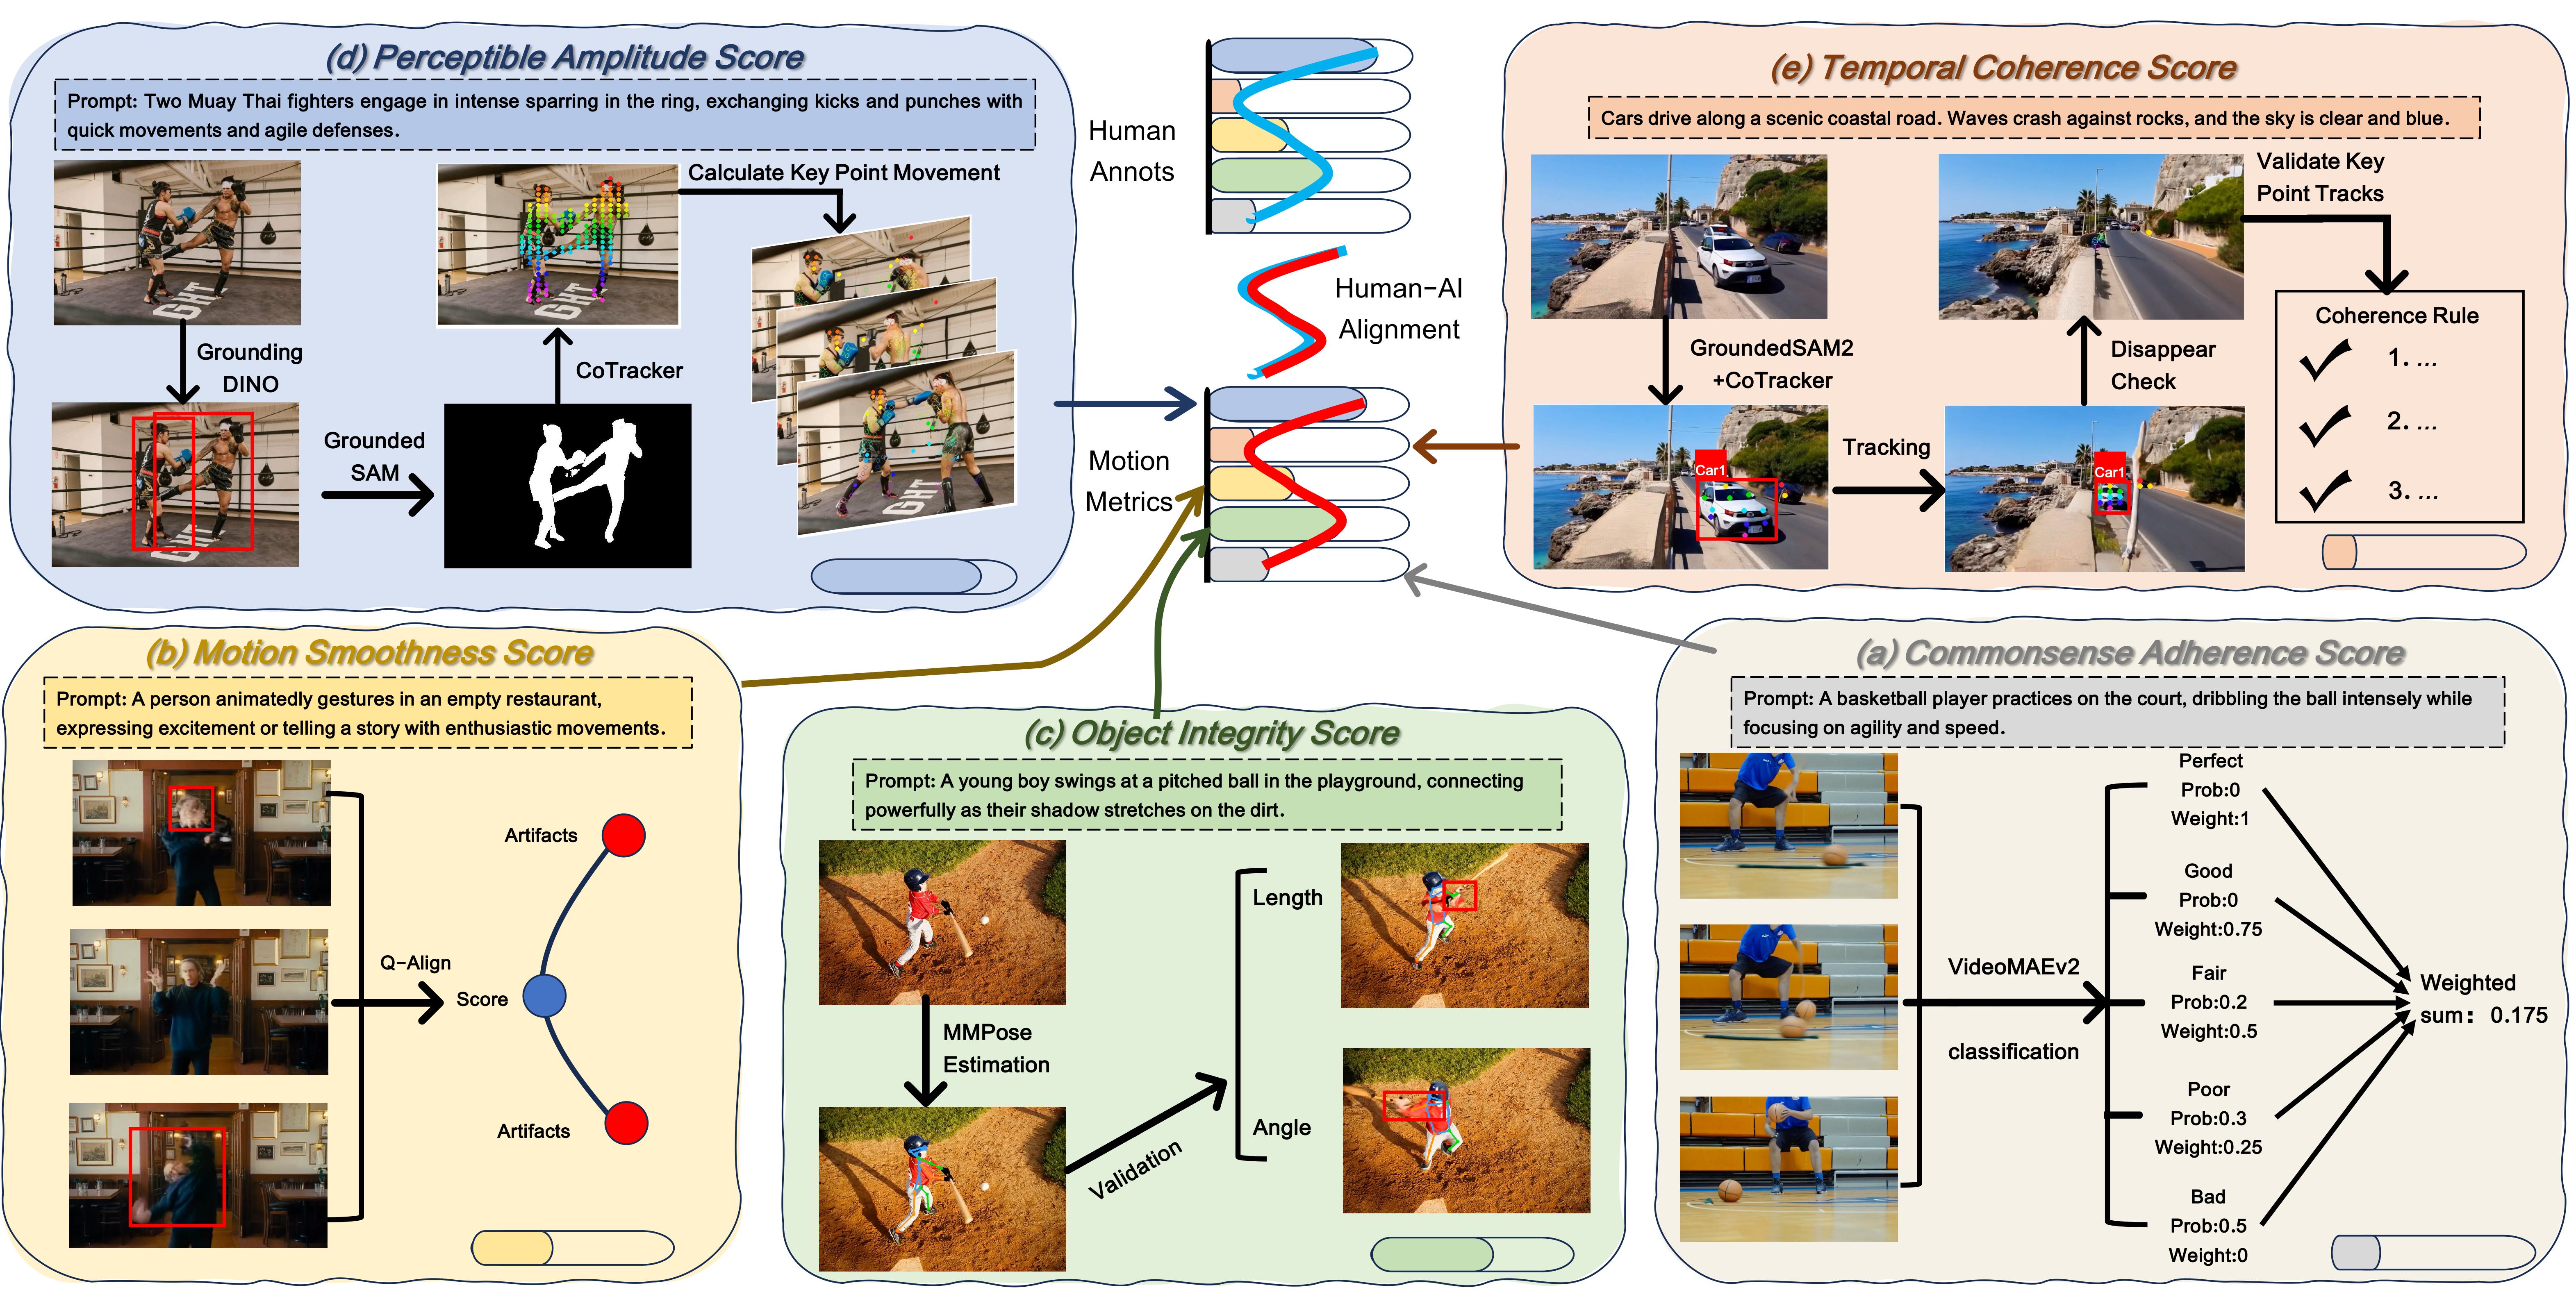 (d) Perceptible Amplitude Score
Prompt: Two Muay Thai fighters engage in intense sparring in the ring, exchanging kicks and punches with
quick movements and agile defenses.
Calculate Key Point Movement
Grounding
DINO
CoTracker
Grounded
SAM
GHT
GHT
GHT
GHT
Human
Annots
Human-AI
Alignment
Motion
Metrics
(e) Temporal Coherence Score
Cars drive along a scenic coastal road. Waves crash against rocks, and the sky is clear and blue.
Validate Key
Point Tracks
GroundedSAM2
+CoTracker
Disappear
Check
Tracking
Car1
Car1
Coherence Rule
1. ...
2. ...
3. ...
(b) Motion Smoothness Score
Prompt: A person animatedly gestures in an empty restaurant,
expressing excitement or telling a story with enthusiastic movements.
Artifacts
Q-Align
Score
Artifacts
(c) Object Integrity Score
Prompt: A young boy swings at a pitched ball in the playground, connecting
powerfully as their shadow stretches on the dirt.
MMPose
Estimation
Validation
Length
Angle
(a) Commonsense Adherence Score
Prompt: A basketball player practices on the court, dribbling the ball intensely while
focusing on agility and speed.
VideoMAEv2
classification
Perfect
Prob:0
Weight:1
Good
Prob:0
Weight:0.75
Fair
Prob:0.2
Weight:0.5
Poor
Prob:0.3
Weight:0.25
Bad
Prob:0.5
Weight:0
Weighted
sum: 0.175